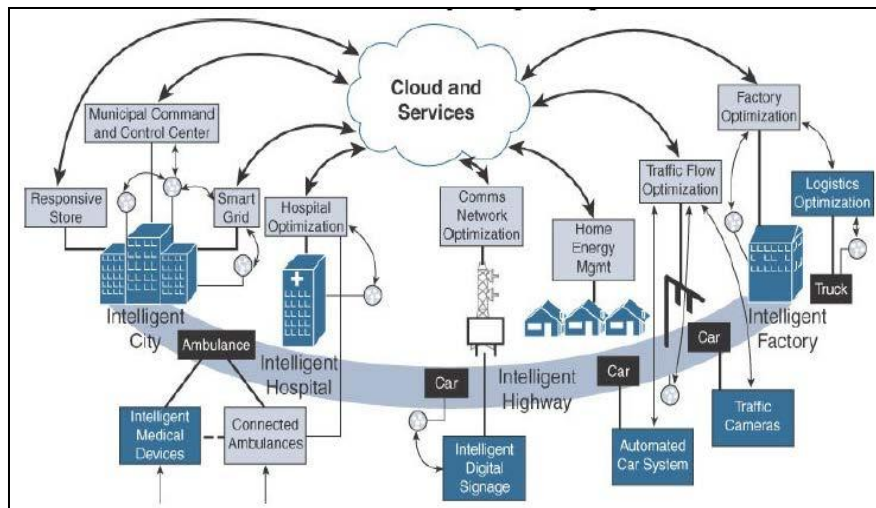 Cloud and
Services
Municipal Command
and Control Center
Factory
Optimization
Responsive
Store
Smart
Grid
Hospital
Optimization
Comms
Network
Optimization
Home
Energy
Mgmt
Traffic Flow
Optimization
Logistics
Optimization
Truck
Intelligent
City
Ambulance
Intelligent
Hospital
Car
Intelligent
Highway
Car
Car
Intelligent
Factory
Intelligent
Medical
Devices
Connected
Ambulances
Intelligent
Digital
Signage
Automated
Car System
Traffic
Cameras